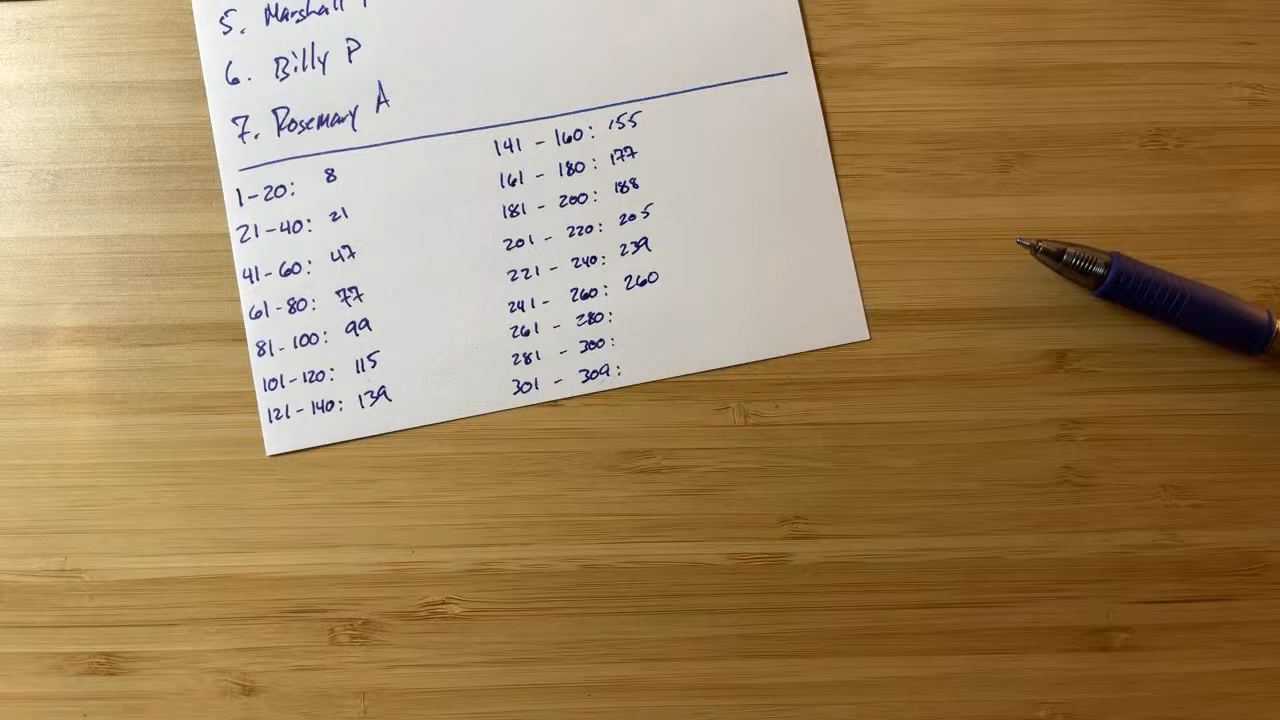 5. Marshall
6. Billy P
7. Rosemary A
1-20: 8
21-40: 21
41-60: 47
61-80: 77
81-100: 99
101-120: 115
121-140: 139
141 - 160: 155
161 - 180: 177
181 - 200: 188
201 - 220: 205
221 - 240: 239
241 - 260: 260
261 - 280:
281 - 300:
301 - 309: